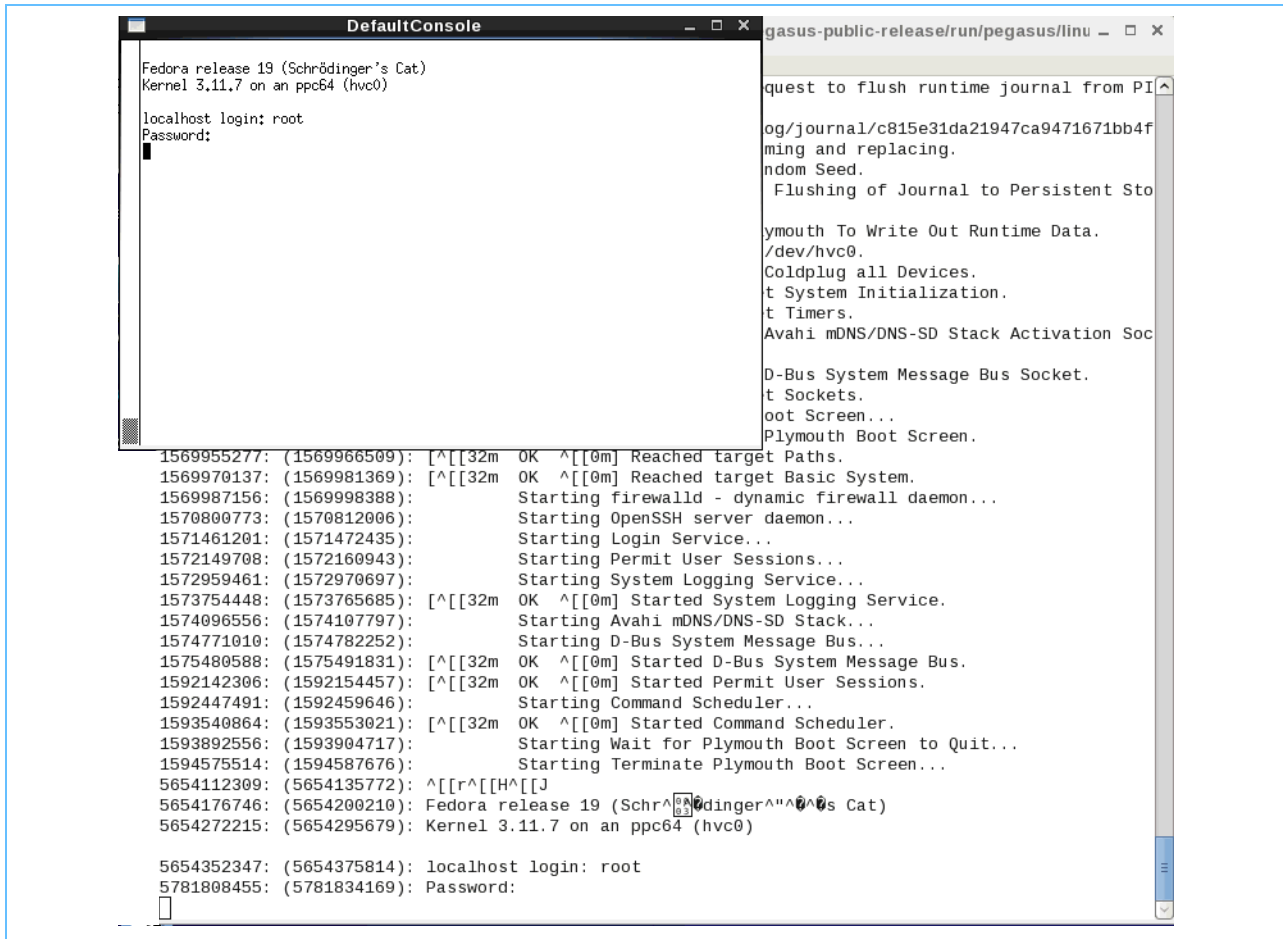 DefaultConsole
Fedora release 19 (Schrödinger's Cat)
Kernel 3.11.7 on an ppc64 (hvc0)
localhost login: root
Password:
gasus-public-release/run/pegasus/linu
quest to flush runtime journal from PI
og/journal/c815e31da21947ca9471671bb4f
ming and replacing.
ndom Seed.
Flushing of Journal to Persistent Sto
ymouth To Write Out Runtime Data.
/dev/hvc0.
Coldplug all Devices.
t System Initialization.
t Timers.
Avahi mDNS/DNS-SD Stack Activation Soc
D-Bus System Message Bus Socket.
t Sockets.
oot Screen...
Plymouth Boot Screen.
1569955277: (1569966509): [^[[32m  OK  ^[[0m] Reached target Paths.
1569970137: (1569981369): [^[[32m  OK  ^[[0m] Reached target Basic System.
1569987156: (1569998388):         Starting firewalld - dynamic firewall daemon...
1570800773: (1570812006):         Starting OpenSSH server daemon...
1571461201: (1571472435):         Starting Login Service...
1572149708: (1572160943):         Starting Permit User Sessions...
1572959461: (1572970697):         Starting System Logging Service...
1573754448: (1573765685): [^[[32m  OK  ^[[0m] Started System Logging Service.
1574096556: (1574107797):         Starting Avahi mDNS/DNS-SD Stack...
1574771010: (1574782252):         Starting D-Bus System Message Bus...
1575480588: (1575491831): [^[[32m  OK  ^[[0m] Started D-Bus System Message Bus.
1592142306: (1592154457): [^[[32m  OK  ^[[0m] Started Permit User Sessions.
1592447491: (1592459646):         Starting Command Scheduler...
1593540864: (1593553021): [^[[32m  OK  ^[[0m] Started Command Scheduler.
1593892556: (1593904717):         Starting Wait for Plymouth Boot Screen to Quit...
1594575514: (1594587676):         Starting Terminate Plymouth Boot Screen...
5654112309: (5654135772): ^[[r^[[H^[[J
5654176746: (5654200210): Fedora release 19 (Schr^�dinger^"^�^�s Cat)
5654272215: (5654295679): Kernel 3.11.7 on an ppc64 (hvc0)
5654352347: (5654375814): localhost login: root
5781808455: (5781834169): Password: